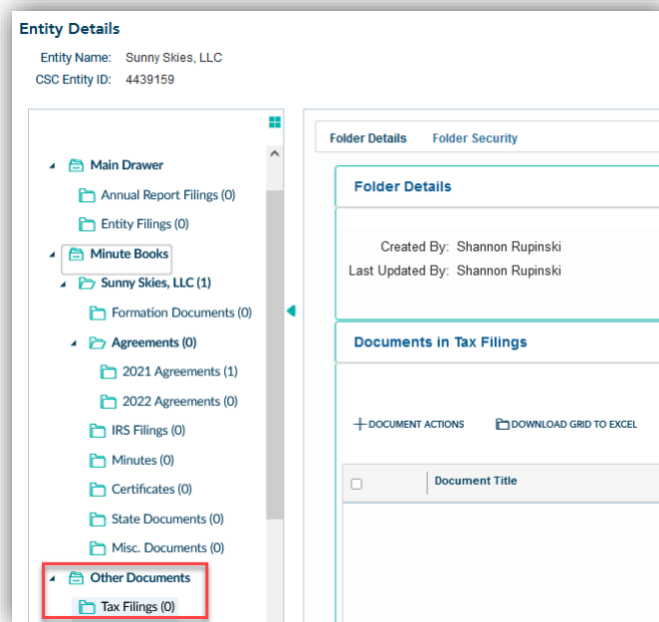 Entity Details
Entity Name: Sunny Skies, LLC
CSC Entity ID: 4439159
Main Drawer
Annual Report Filings (0)
Entity Filings (0)
Minute Books
Sunny Skies, LLC (1)
Formation Documents (0)
Agreements (0)
2021 Agreements (1)
2022 Agreements (0)
IRS Filings (0)
Minutes (0)
Certificates (0)
State Documents (0)
Misc. Documents (0)
Other Documents
Tax Filings (0)
Folder Details Folder Security
Folder Details
Created By: Shannon Rupinski
Last Updated By: Shannon Rupinski
Documents in Tax Filings
DOCUMENT ACTIONS DOWNLOAD GRID TO EXCEL
Document Title